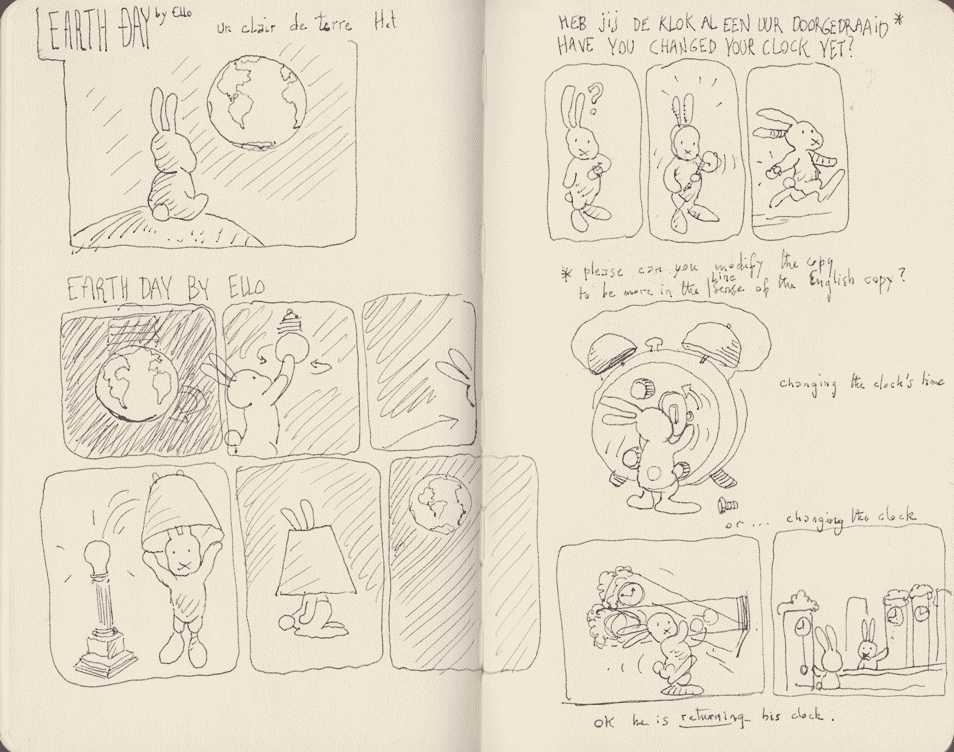 EARTH DAY by Ello
un clair de terre Het
EARTH DAY BY ELLO
HEB jij DE KLOK AL EEN UUR DOORGEDRAAID *
HAVE YOU CHANGED YOUR CLOCK YET?
?
* please can you modify the copy
to be more in the line sense of the English copy?
changing the clock's time
or ... changing the clock
OK he is returning his clock.